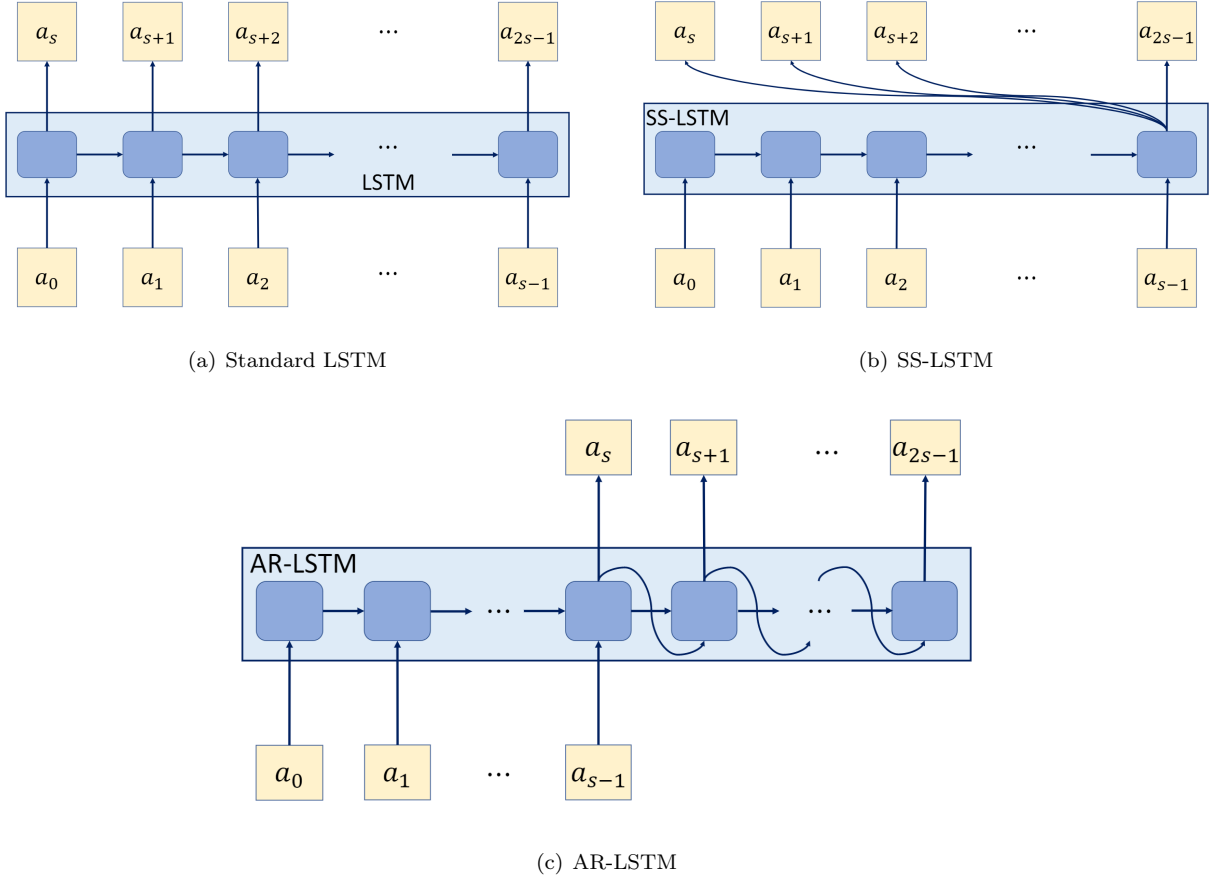 a_s a_{s+1} a_{s+2} ... a_{2s-1}
...
LSTM
a_0 a_1 a_2 ... a_{s-1}
(a) Standard LSTM
a_s a_{s+1} a_{s+2} ... a_{2s-1}
SS-LSTM
...
a_0 a_1 a_2 ... a_{s-1}
(b) SS-LSTM
a_s a_{s+1} ... a_{2s-1}
AR-LSTM
... ...
a_0 a_1 ... a_{s-1}
(c) AR-LSTM